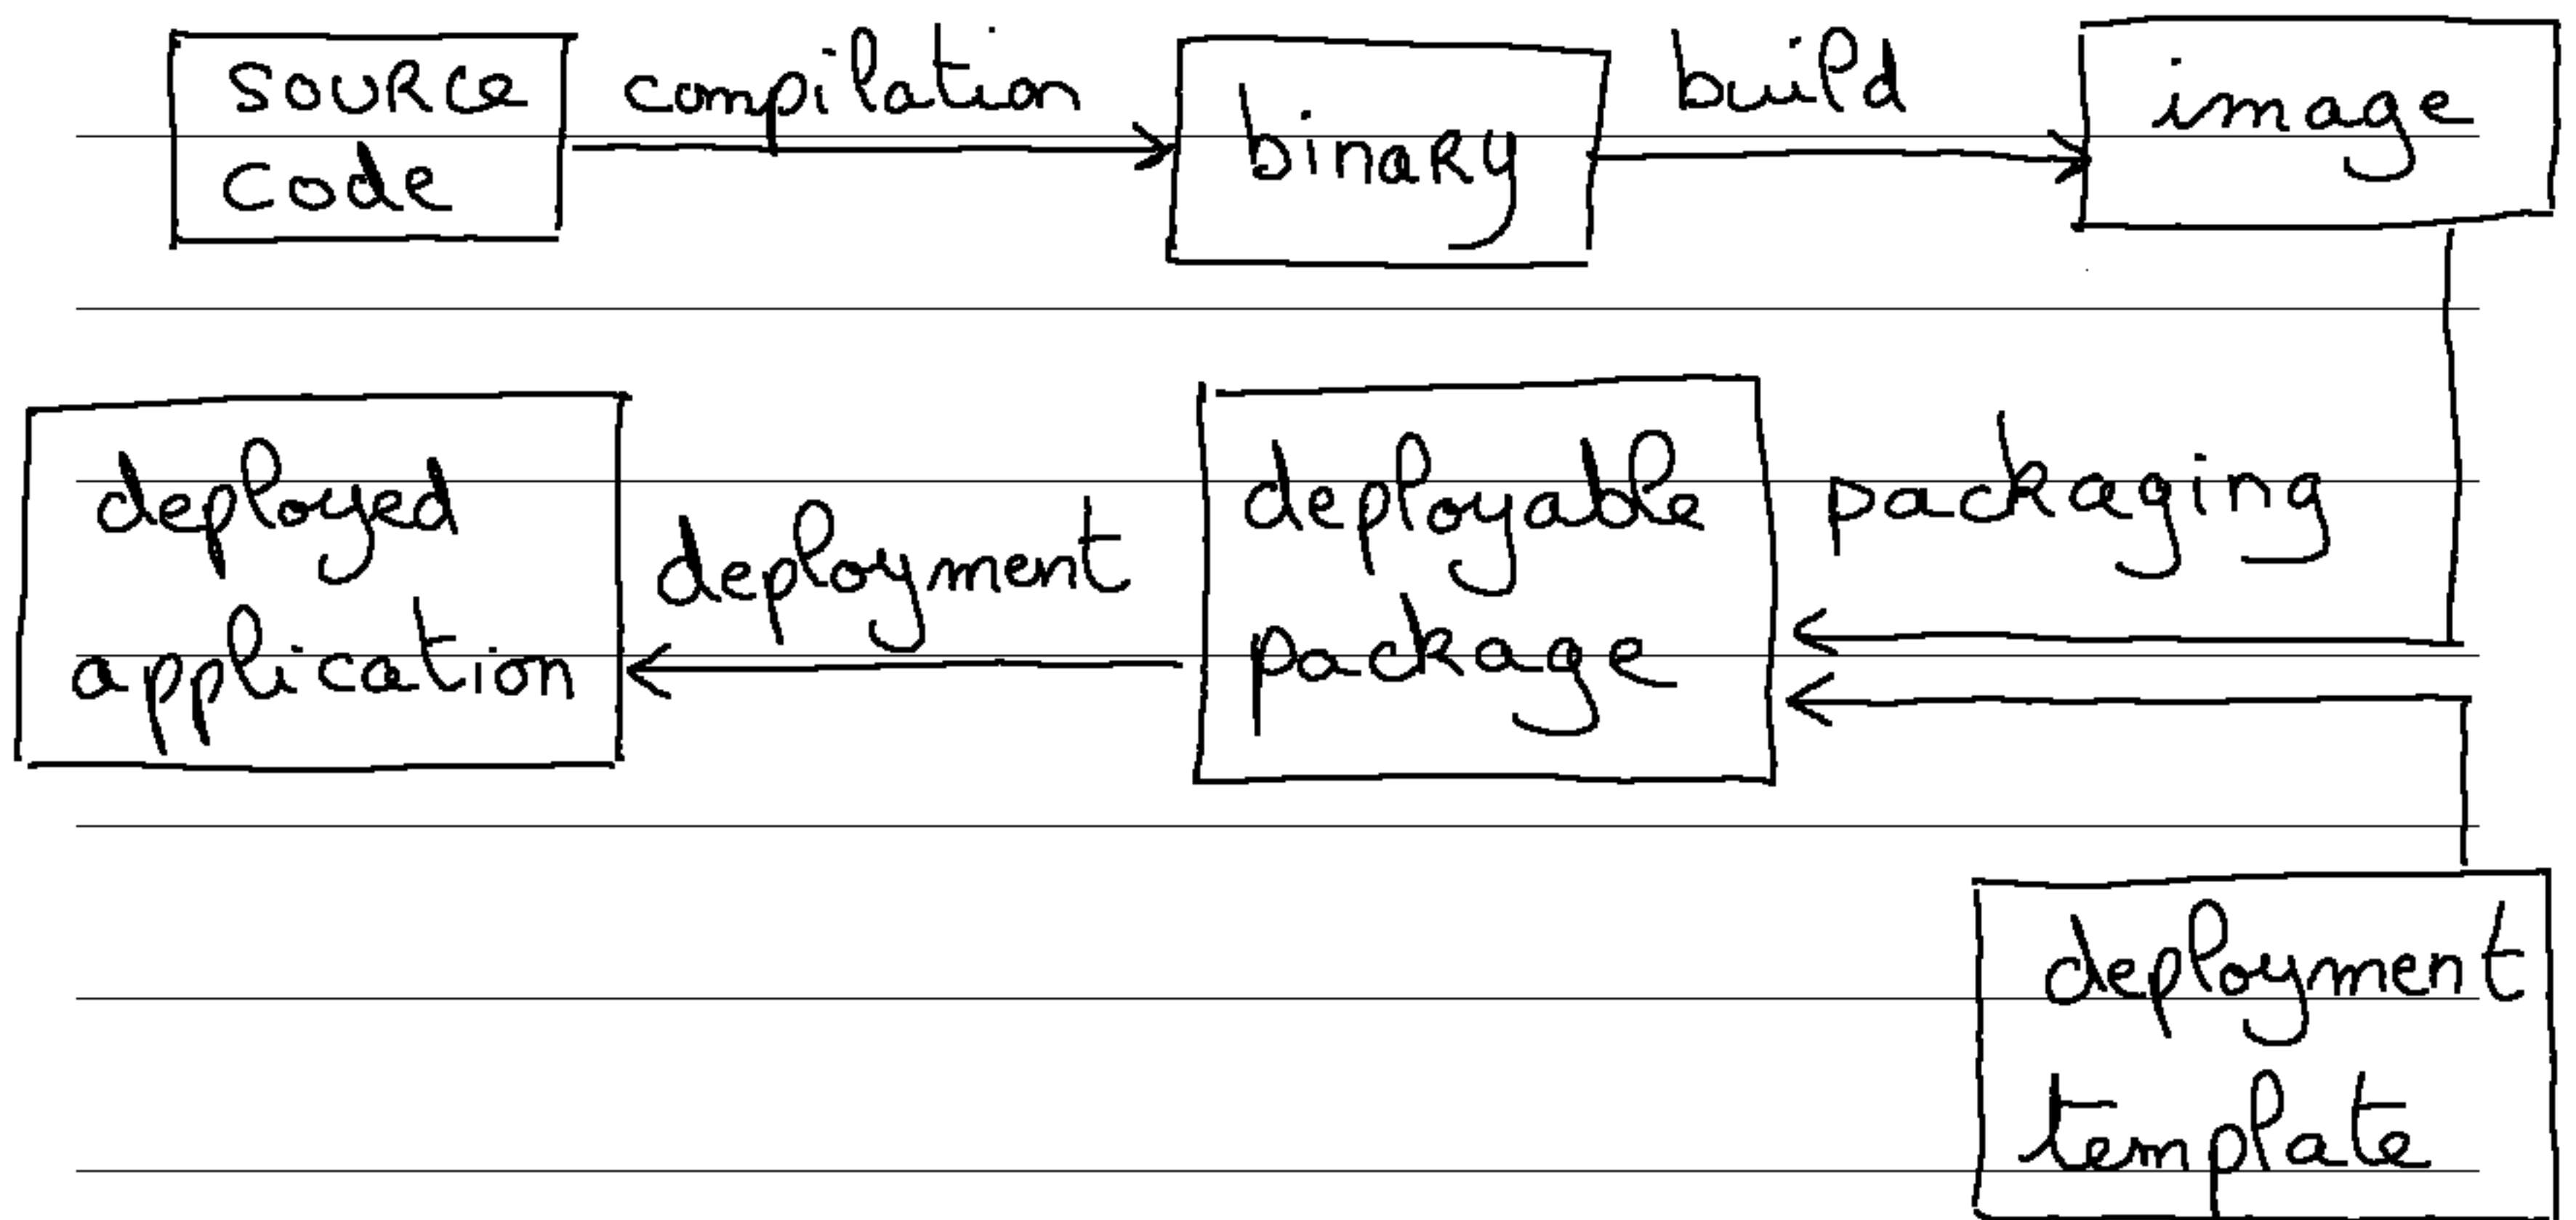 source
code
compilation
binary
build
image
deployed
application
deployment
deployable
package
packaging
deployment
template